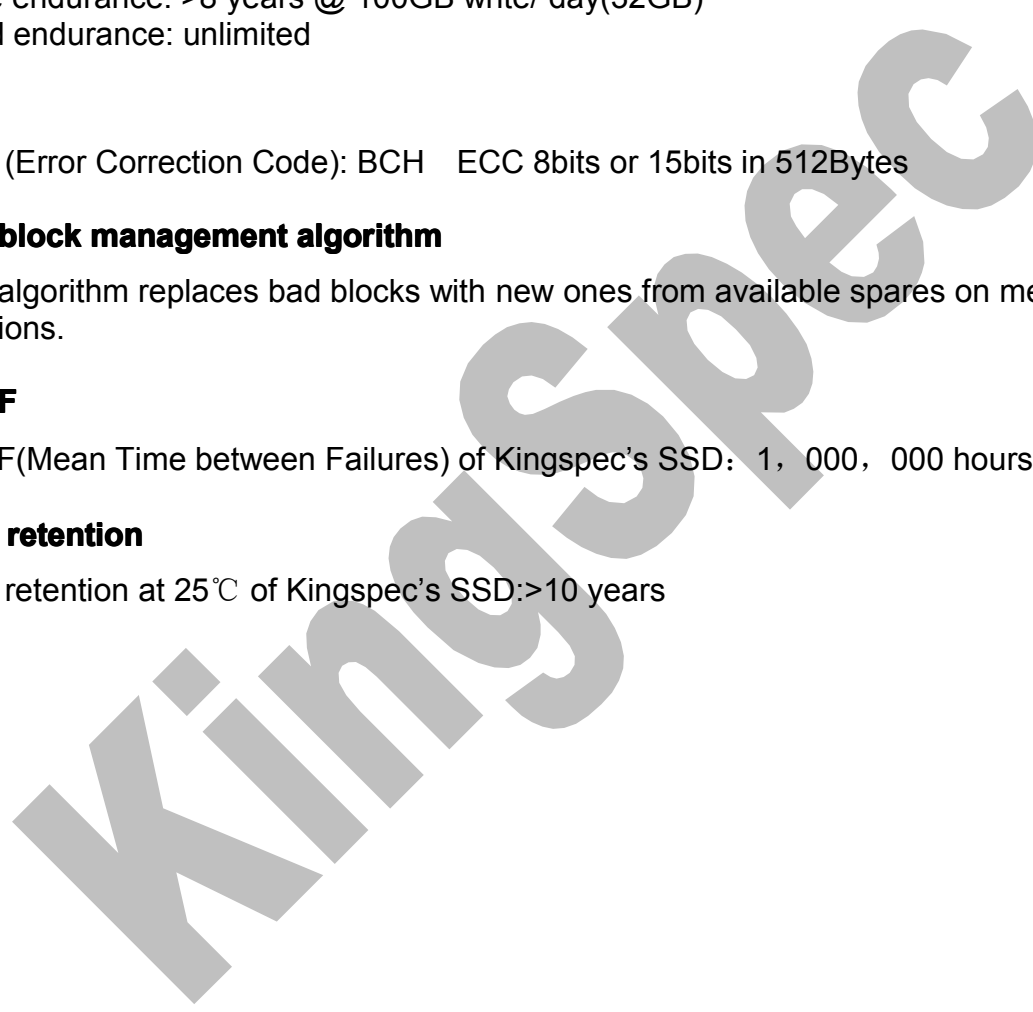 endurance: >8 years @ 100GB write/ day(32GB)
endurance: unlimited
(Error Correction Code): BCH ECC 8bits or 15bits in 512Bytes
block management algorithm
algorithm replaces bad blocks with new ones from available spares on me
ions.
F
F(Mean Time between Failures) of Kingspec's SSD：1，000，000 hours
retention
retention at 25℃ of Kingspec's SSD:>10 years
KingSpec